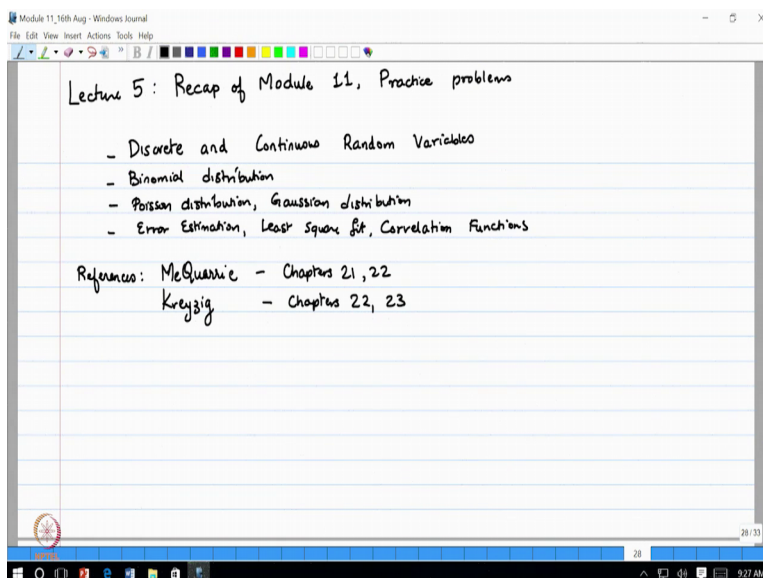 Module 11_16th Aug - Windows Journal
File Edit View Insert Actions Tools Help
Lecture 5 : Recap of Module 11, Practice problems
- Discrete and Continuous Random Variables
- Binomial distribution
- Poisson distribution, Gaussian distribution
- Error Estimation, Least Square fit, Correlation Functions
References: McQuarrie - Chapters 21, 22
Kreyzig - Chapters 22, 23
28/33
NPTEL
28
9:27 AM